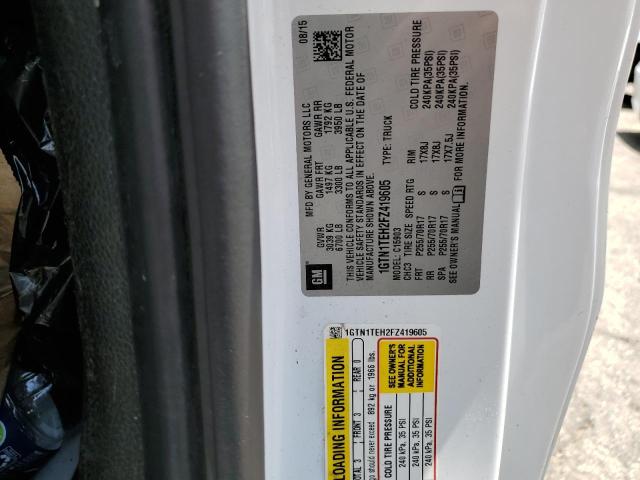 MFD BY GENERAL MOTORS LLC
08/15
GVWR GAWR FRT GAWR RR
3039 KG 1497 KG 1792 KG
6700 LB 3300 LB 3950 LB
THIS VEHICLE CONFORMS TO ALL APPLICABLE U.S. FEDERAL MOTOR
VEHICLE SAFETY STANDARDS IN EFFECT ON THE DATE OF
MANUFACTURE SHOWN ABOVE.
1GTN1TEH2FZ419605
TYPE: TRUCK
MODEL: C15903
CHC3 TIRE SIZE SPEED RTG RIM COLD TIRE PRESSURE
FRT P255/70R17 S 17X8J 240KPA(35PSI)
RR P255/70R17 S 17X8J 240KPA(35PSI)
SPA P255/70R17 S 17X7.5J 240KPA(35PSI)
SEE OWNER'S MANUAL FOR MORE INFORMATION.
GM
1GTN1TEH2FZ419605
LOADING INFORMATION
TOTAL 3 FRONT 3 REAR 0
should never exceed 892 kg or 1966 lbs.
COLD TIRE PRESSURE
240 kPa, 35 PSI
240 kPa, 35 PSI
240 kPa, 35 PSI
SEE OWNER'S
MANUAL FOR
ADDITIONAL
INFORMATION